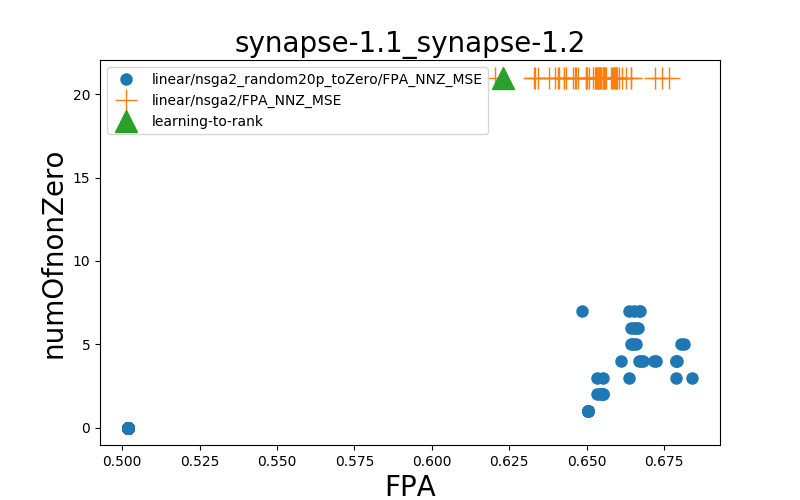 synapse-1.1_synapse-1.2
linear/nsga2_random20p_toZero/FPA_NNZ_MSE
linear/nsga2/FPA_NNZ_MSE
learning-to-rank
numOfnonZero
20
15
10
5
0
0.500 0.525 0.550 0.575 0.600 0.625 0.650 0.675
FPA